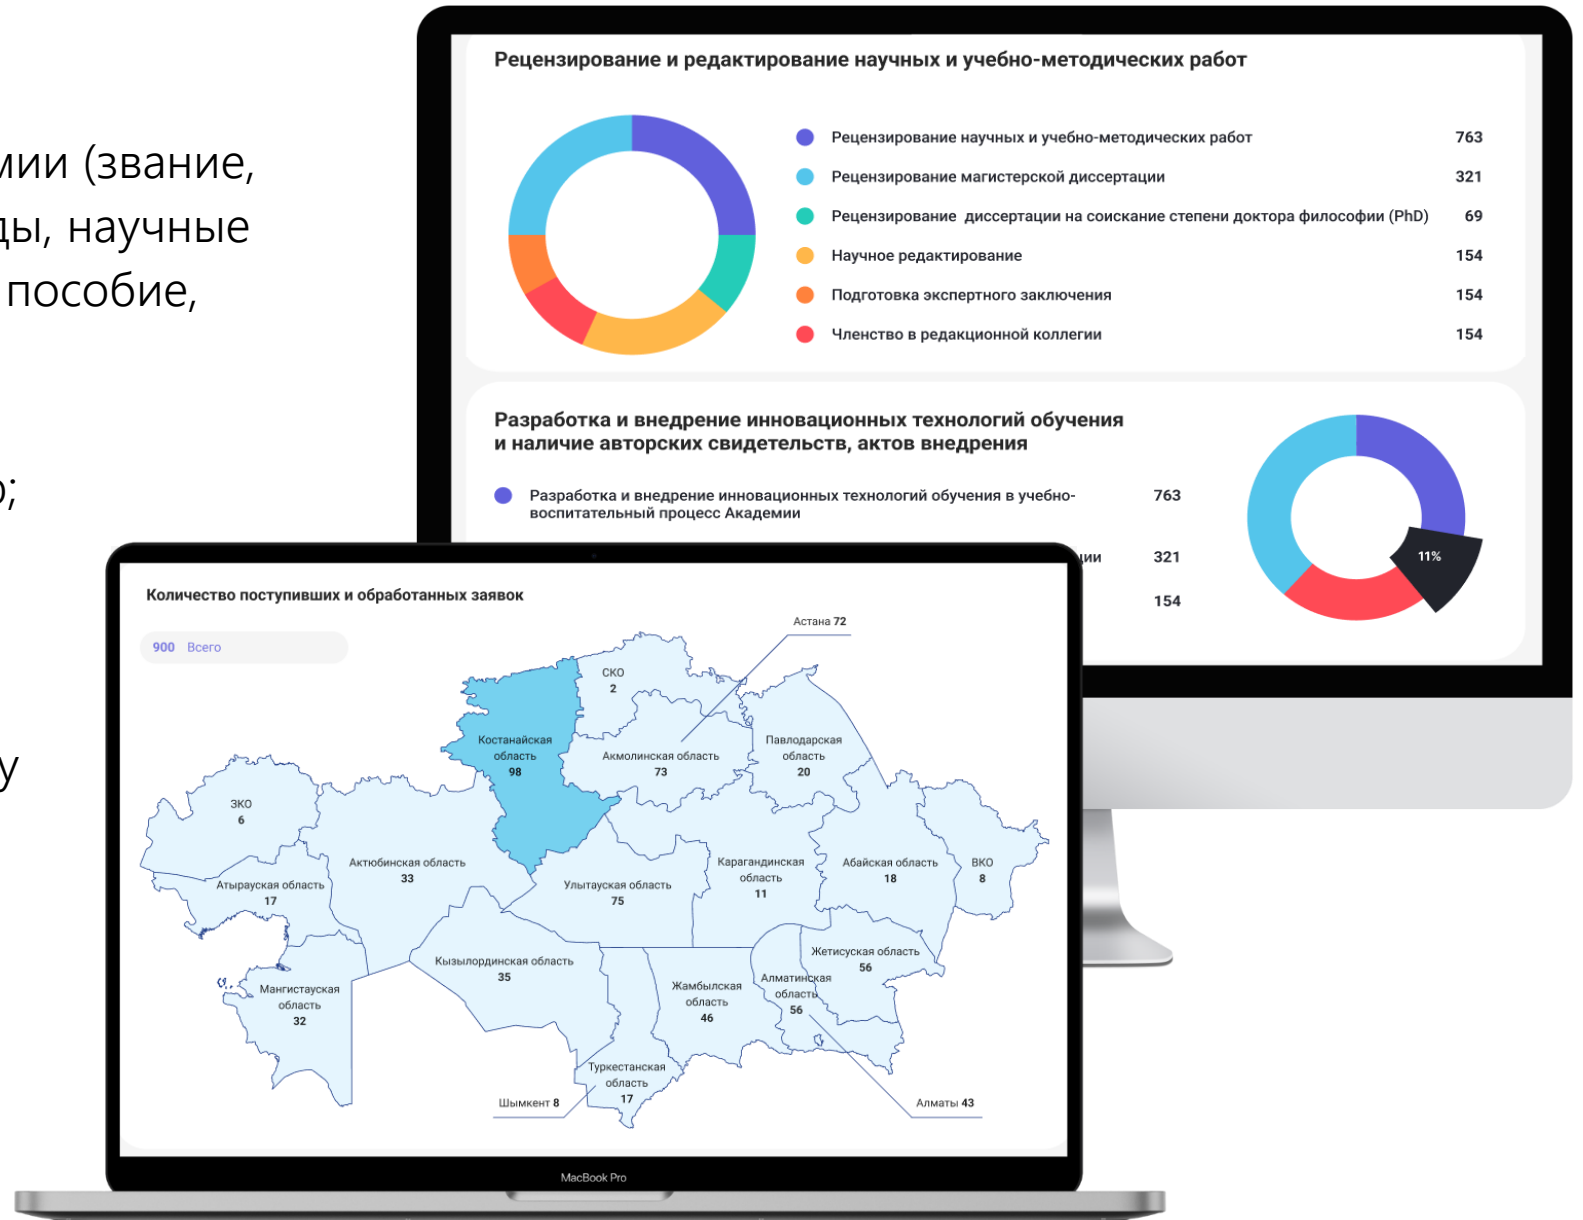 (звание,
научные
пособие,
Рецензирование и редактирование научных и учебно-методических работ
Рецензирование научных и учебно-методических работ 763
Рецензирование магистерской диссертации 321
Рецензирование диссертации на соискание степени доктора философии (PhD) 69
Научное редактирование 154
Подготовка экспертного заключения 154
Членство в редакционной коллегии 154
Разработка и внедрение инновационных технологий обучения
и наличие авторских свидетельств, актов внедрения
Разработка и внедрение инновационных технологий обучения в учебно- 763
воспитательный процесс Академии
321
154
11%
Количество поступивших и обработанных заявок
900 Всего
Астана 72
СКО
2
Костанайская
область
98
Акмолинская область
73
Павлодарская
область
20
ЗКО
6
Актюбинская область
33
Атырауская область
17
Улытауская область
75
Карагандинская
область
11
Абайская область
18
ВКО
8
Кызылординская область
35
Мангистауская
область
32
Жамбылская
область
46
Алматинская
область
56
Жетисуская область
56
Туркестанская
область
17
Шымкент 8
Алматы 43
MacBook Pro